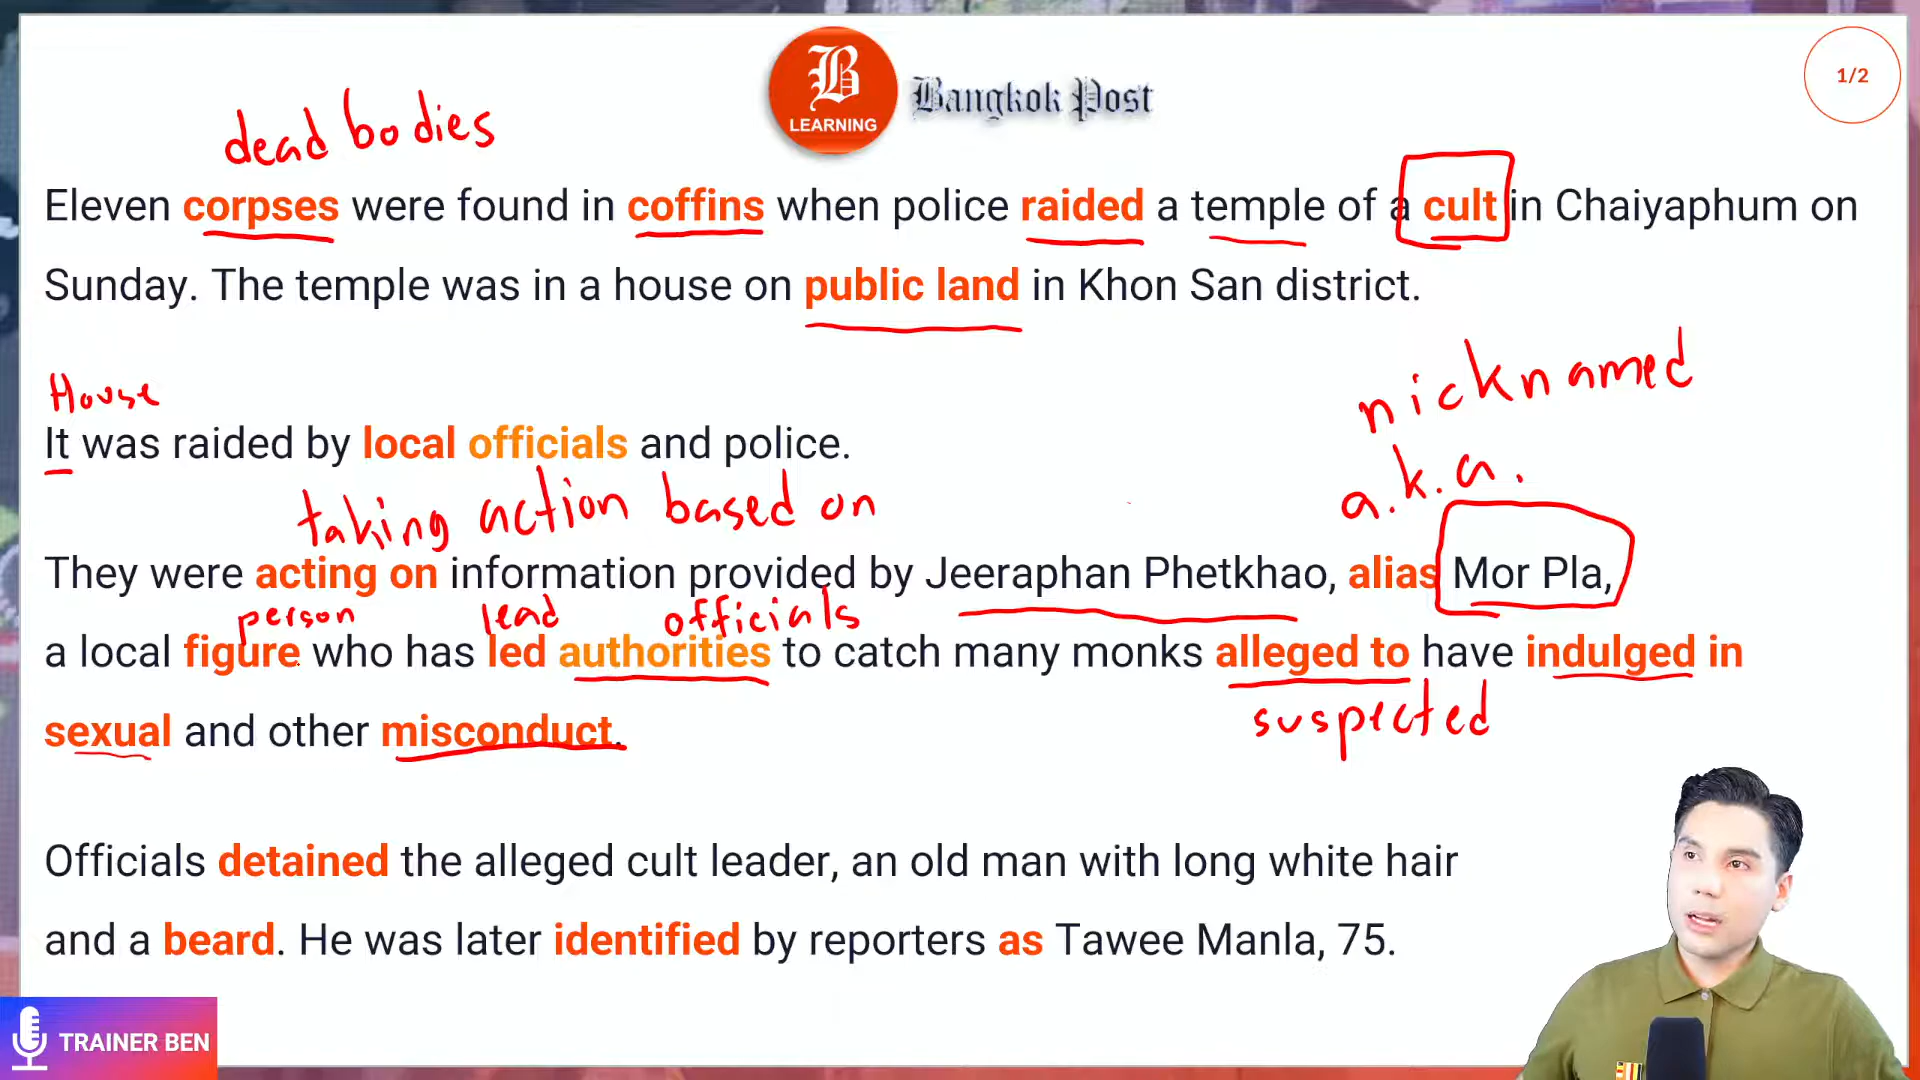 B
LEARNING
Bangkok Post
1/2
dead bodies
Eleven corpses were found in coffins when police raided a temple of a cult in Chaiyaphum on
Sunday. The temple was in a house on public land in Khon San district.
House
nicknamed
It was raided by local officials and police.
a.k.a.
taking action based on
They were acting on information provided by Jeeraphan Phetkhao, alias Mor Pla,
person lead officials
a local figure who has led authorities to catch many monks alleged to have indulged in
suspected
sexual and other misconduct.
Officials detained the alleged cult leader, an old man with long white hair
and a beard. He was later identified by reporters as Tawee Manla, 75.
TRAINER BEN